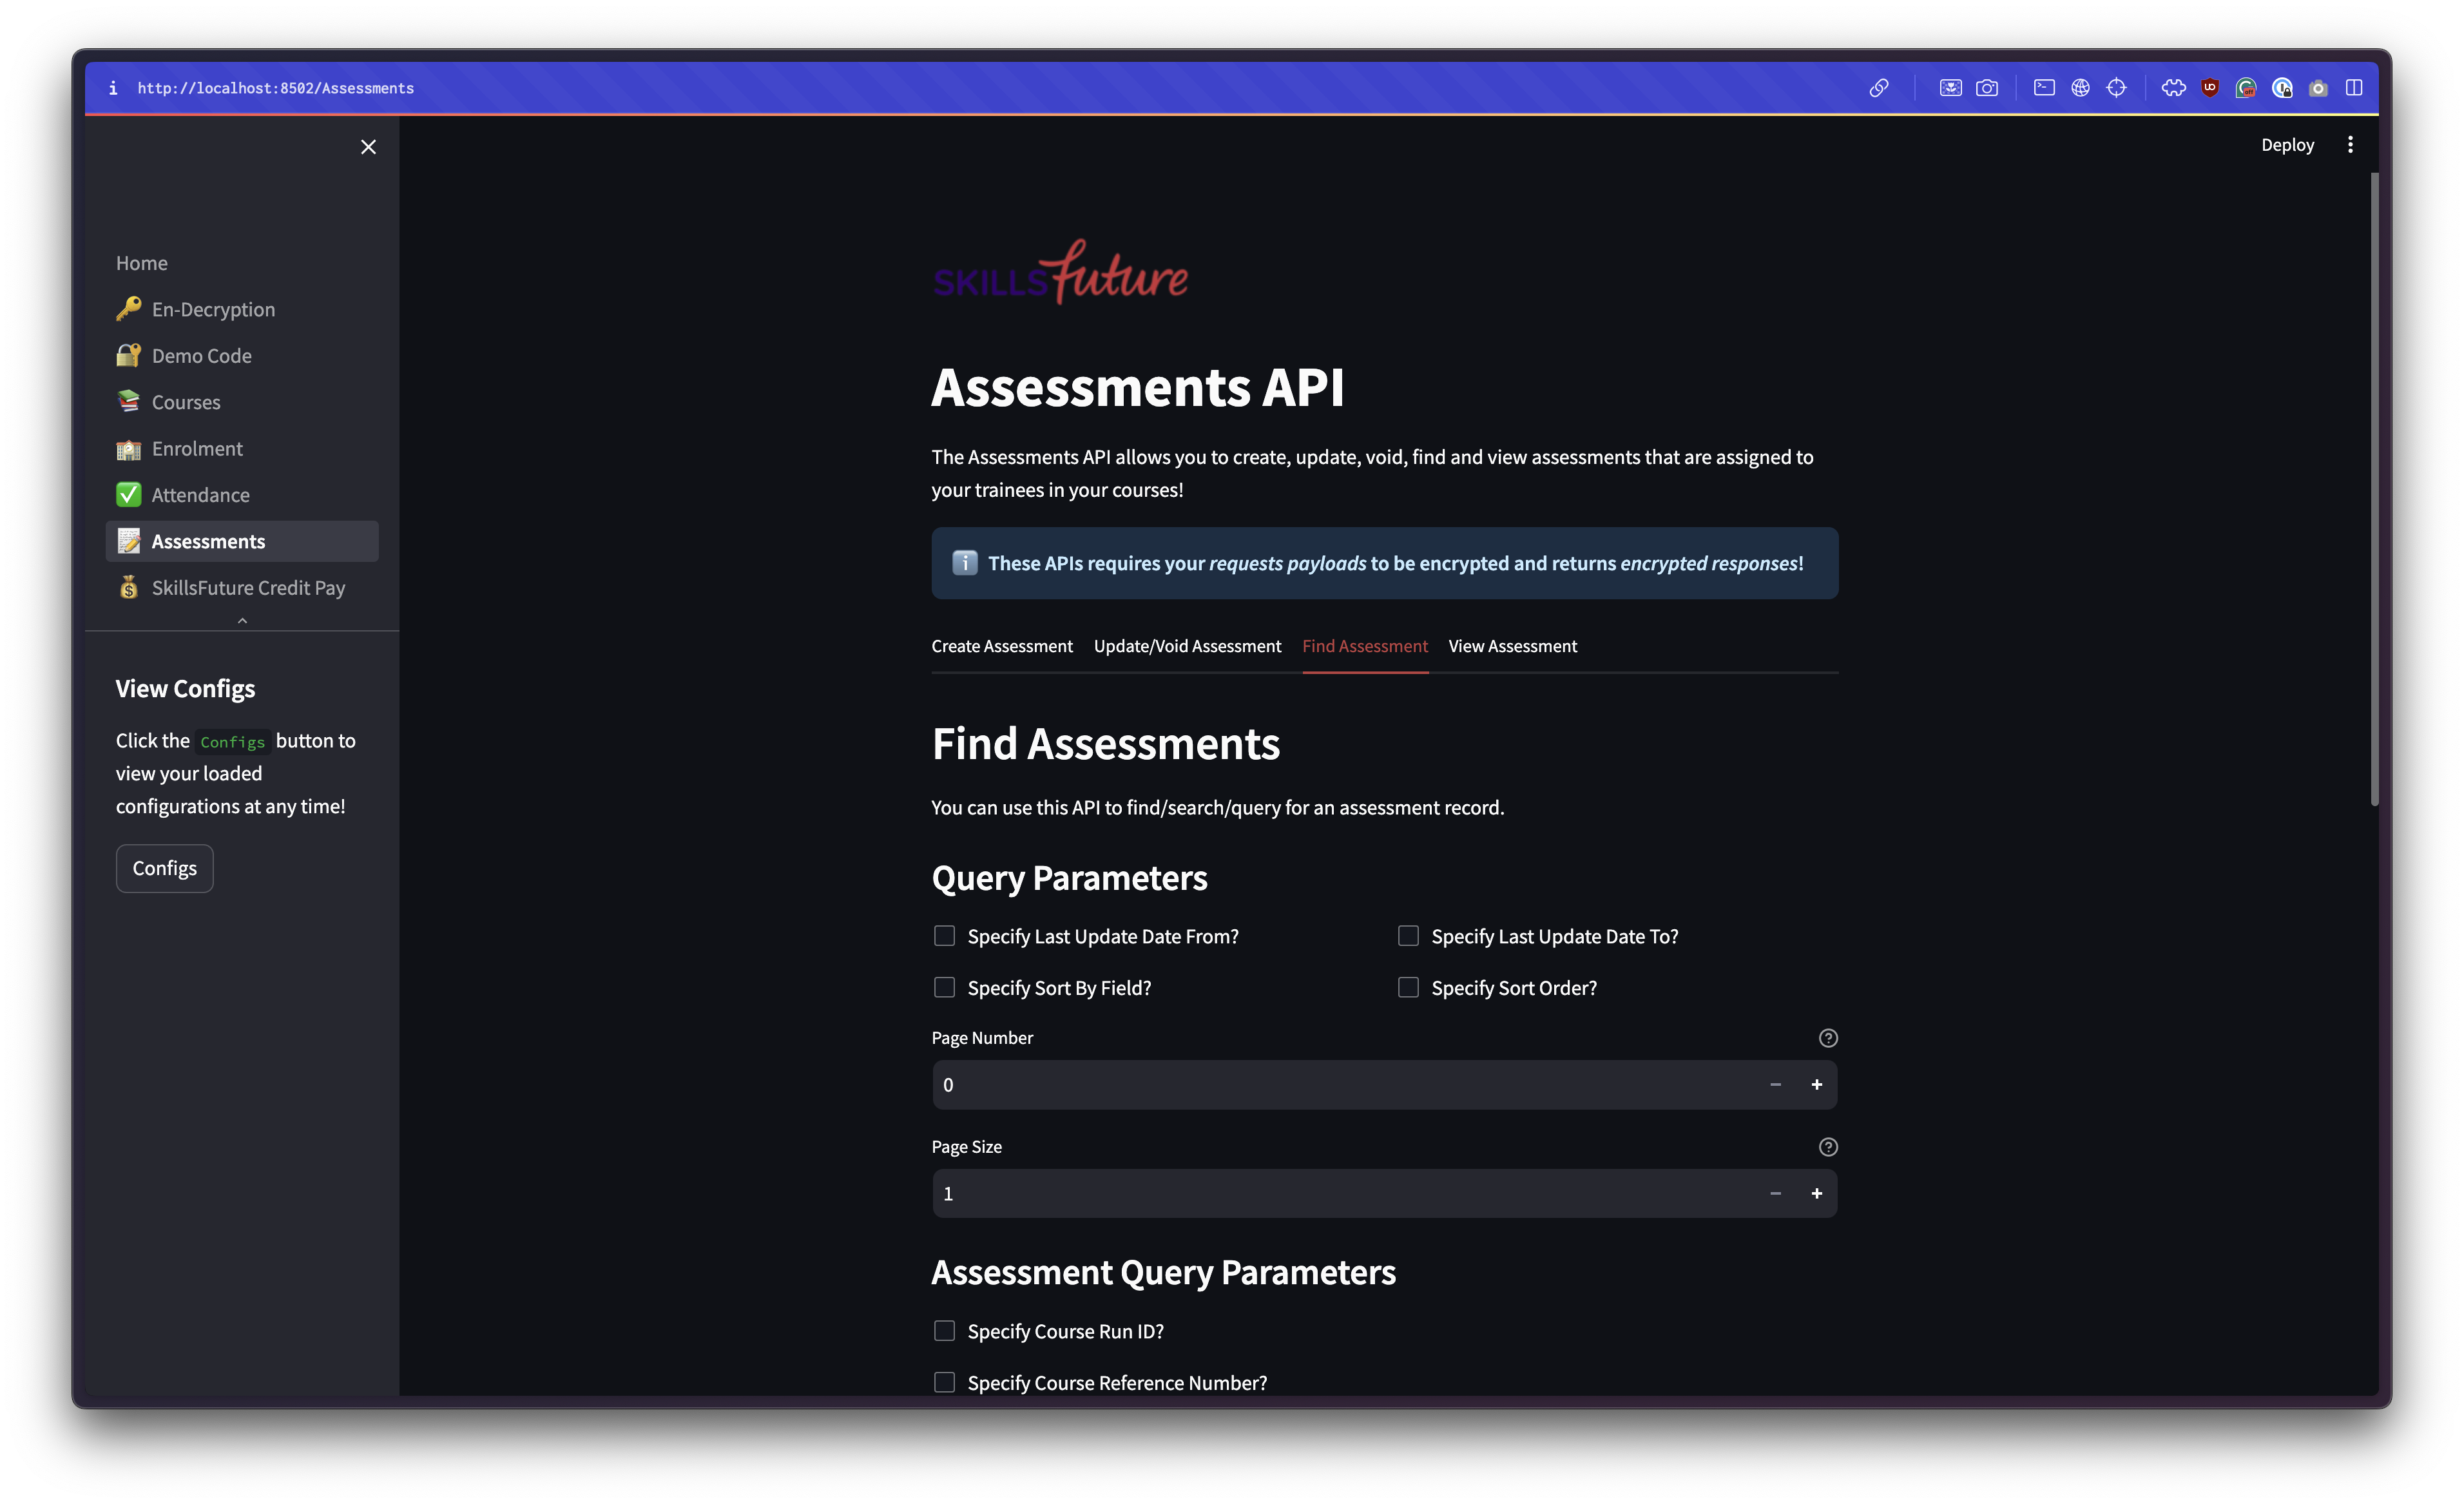 http://localhost:8502/Assessments
Deploy
Home
En-Decryption
Demo Code
Courses
Enrolment
Attendance
Assessments
SkillsFuture Credit Pay
View Configs
Click the Configs button to
view your loaded
configurations at any time!
Configs
SKILLSfuture
Assessments API
The Assessments API allows you to create, update, void, find and view assessments that are assigned to
your trainees in your courses!
These APIs requires your requests payloads to be encrypted and returns encrypted responses!
Create Assessment Update/Void Assessment Find Assessment View Assessment
Find Assessments
You can use this API to find/search/query for an assessment record.
Query Parameters
Specify Last Update Date From? Specify Last Update Date To?
Specify Sort By Field? Specify Sort Order?
Page Number
0
Page Size
1
Assessment Query Parameters
Specify Course Run ID?
Specify Course Reference Number?